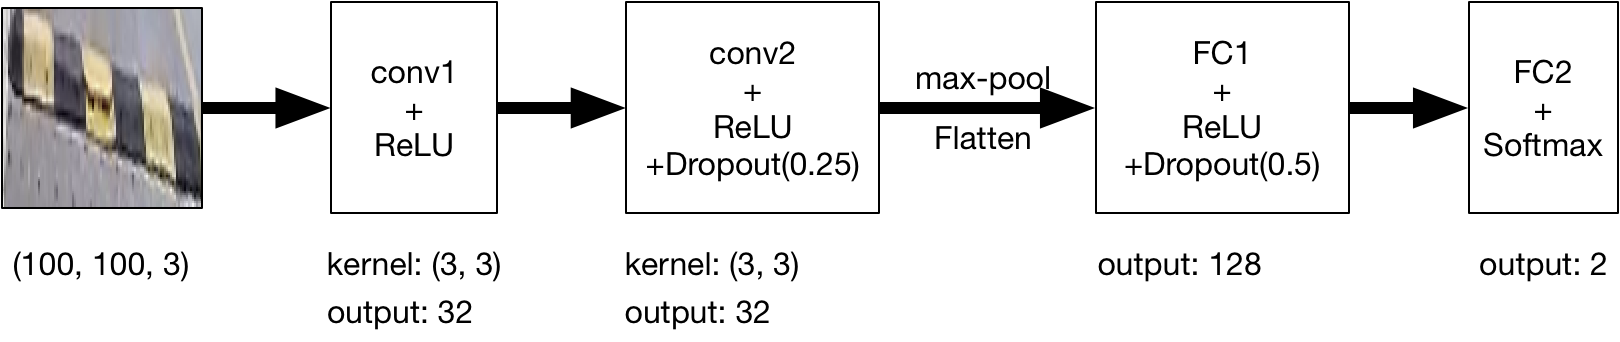 conv1
+
ReLU
conv2
+
ReLU
+Dropout(0.25)
max-pool
Flatten
FC1
+
ReLU
+Dropout(0.5)
FC2
+
Softmax
(100, 100, 3)
kernel: (3, 3)
output: 32
kernel: (3, 3)
output: 32
output: 128
output: 2